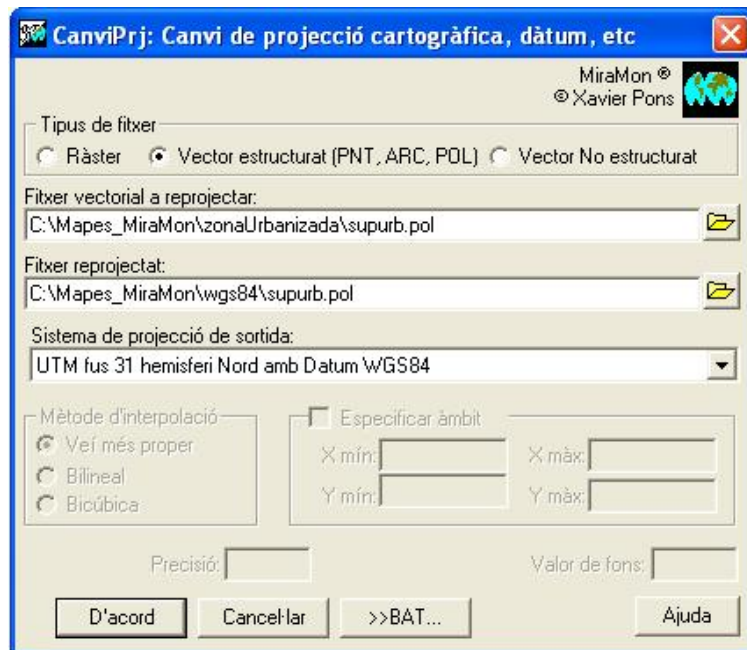 CanviPrj: Canvi de projecció cartogràfica, dàtum, etc
MiraMon ®
© Xavier Pons
Tipus de fitxer
Ràster Vector estructurat (PNT, ARC, POL) Vector No estructurat
Fitxer vectorial a reprojectar:
C:\Mapes_MiraMon\zonaUrbanizada\supurb.pol
Fitxer reprojectat:
C:\Mapes_MiraMon\wgs84\supurb.pol
Sistema de projecció de sortida:
UTM fus 31 hemisferi Nord amb Datum WGS84
Mètode d'interpolació
Veí més proper
Bilineal
Bicúbica
Especificar àmbit
X mín: X màx:
Y mín: Y màx:
Precisió: Valor de fons:
D'acord Cancel·lar >>BAT... Ajuda